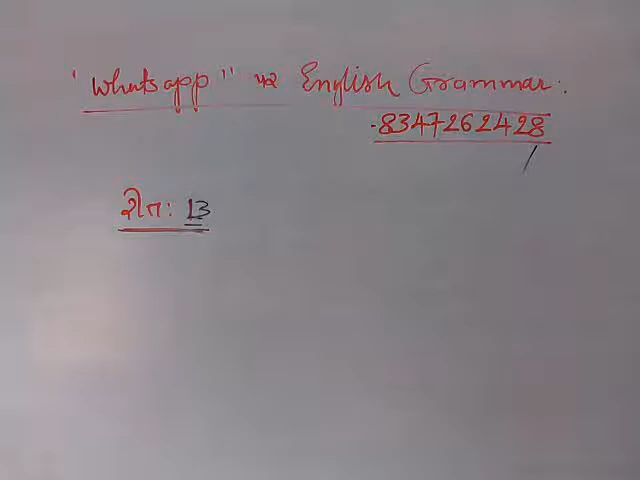 'Whatsapp" પર English Grammar.
-8347262428
રીત: 13